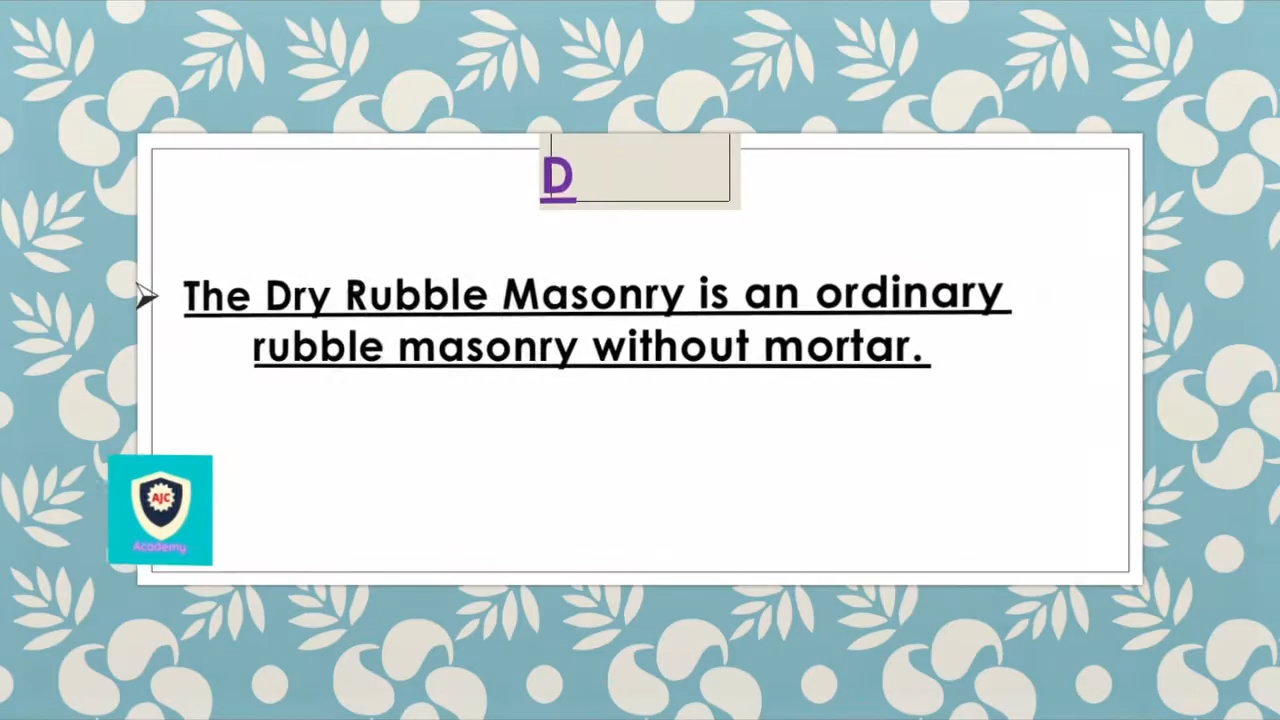 D
The Dry Rubble Masonry is an ordinary
rubble masonry without mortar.
AJC
Academy